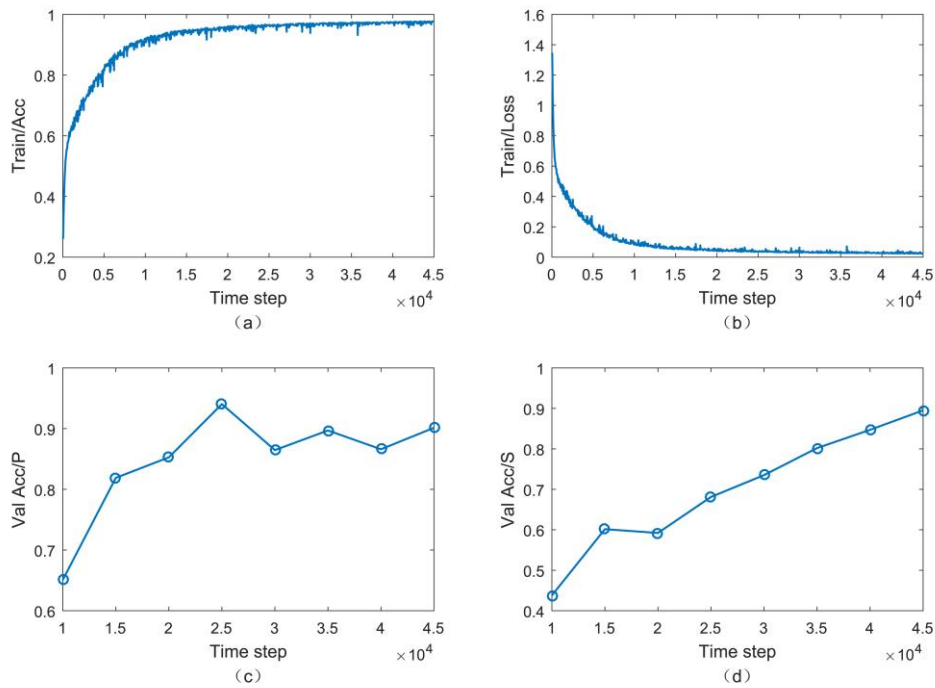 Train/Acc
1
0.8
0.6
0.4
0.2
0 0.5 1 1.5 2 2.5 3 3.5 4 4.5
Time step
×10⁴
（a）
Train/Loss
1.6
1.4
1.2
1
0.8
0.6
0.4
0.2
0
0 0.5 1 1.5 2 2.5 3 3.5 4 4.5
Time step
×10⁴
（b）
Val Acc/P
1
0.9
0.8
0.7
0.6
1 1.5 2 2.5 3 3.5 4 4.5
Time step
×10⁴
（c）
Val Acc/S
1
0.9
0.8
0.7
0.6
0.5
0.4
1 1.5 2 2.5 3 3.5 4 4.5
Time step
×10⁴
（d）